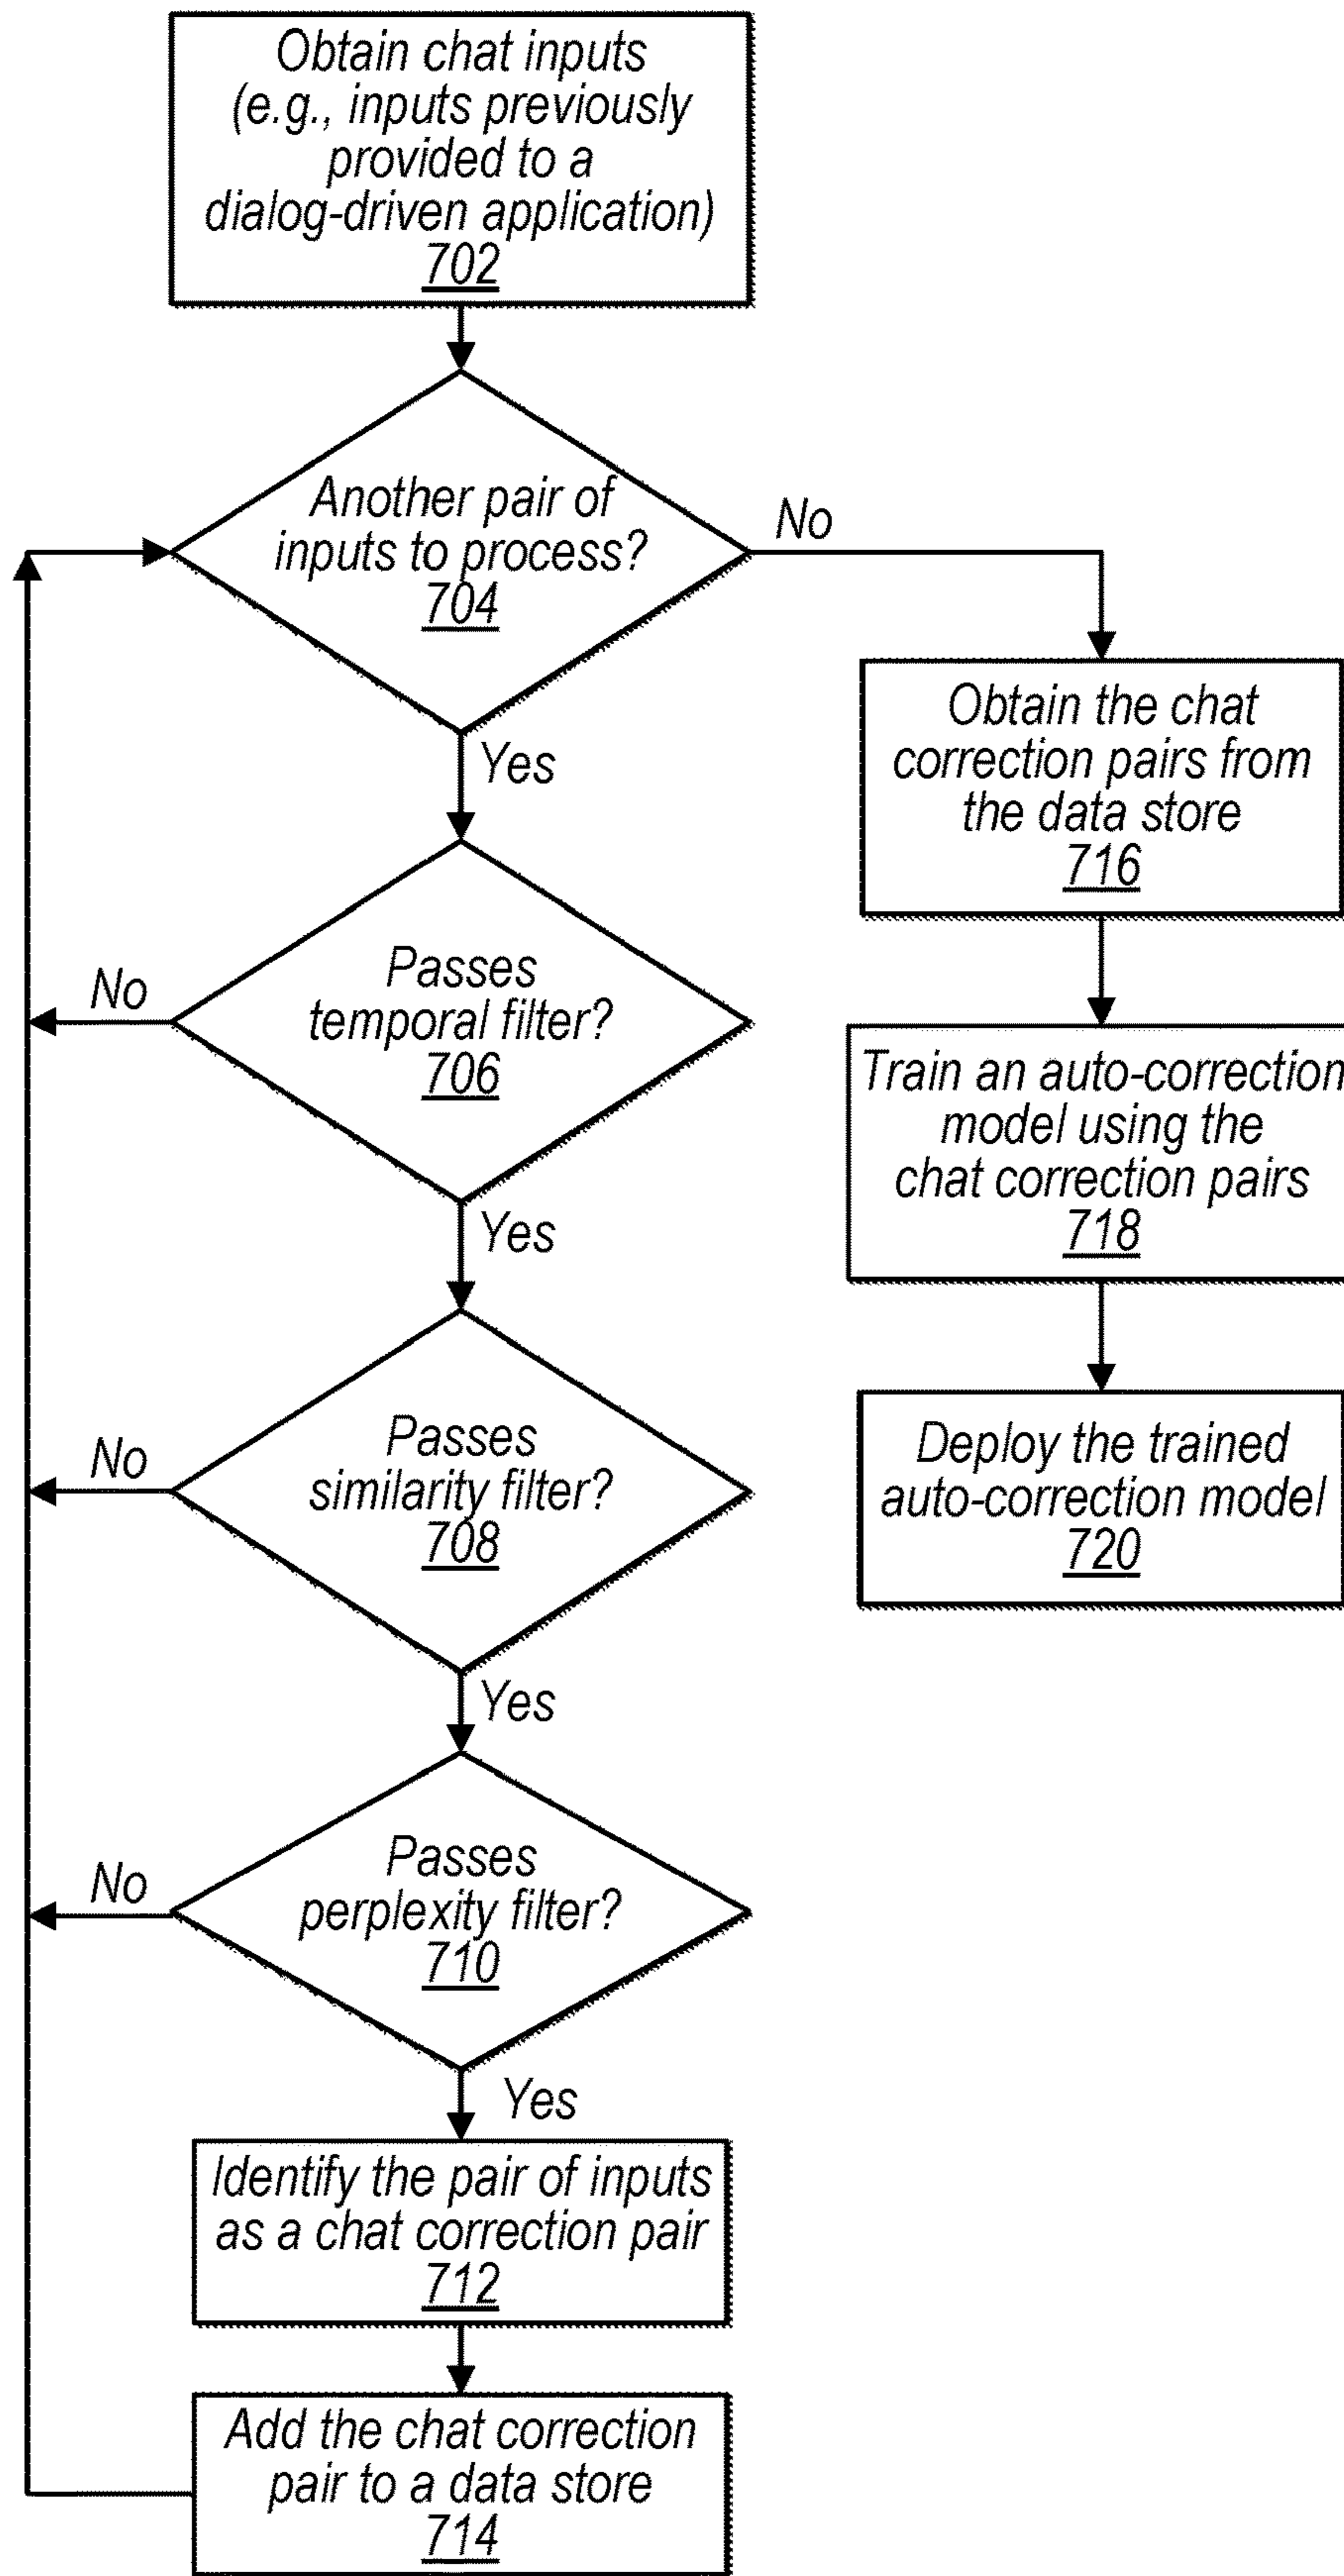 Obtain chat inputs
(e.g., inputs previously
provided to a
dialog-driven application)
702
Another pair of
inputs to process?
704
No
Yes
Obtain the chat
correction pairs from
the data store
716
Passes
temporal filter?
706
No
Yes
Train an auto-correction
model using the
chat correction pairs
718
Passes
similarity filter?
708
No
Yes
Deploy the trained
auto-correction model
720
Passes
perplexity filter?
710
No
Yes
Identify the pair of inputs
as a chat correction pair
712
Add the chat correction
pair to a data store
714